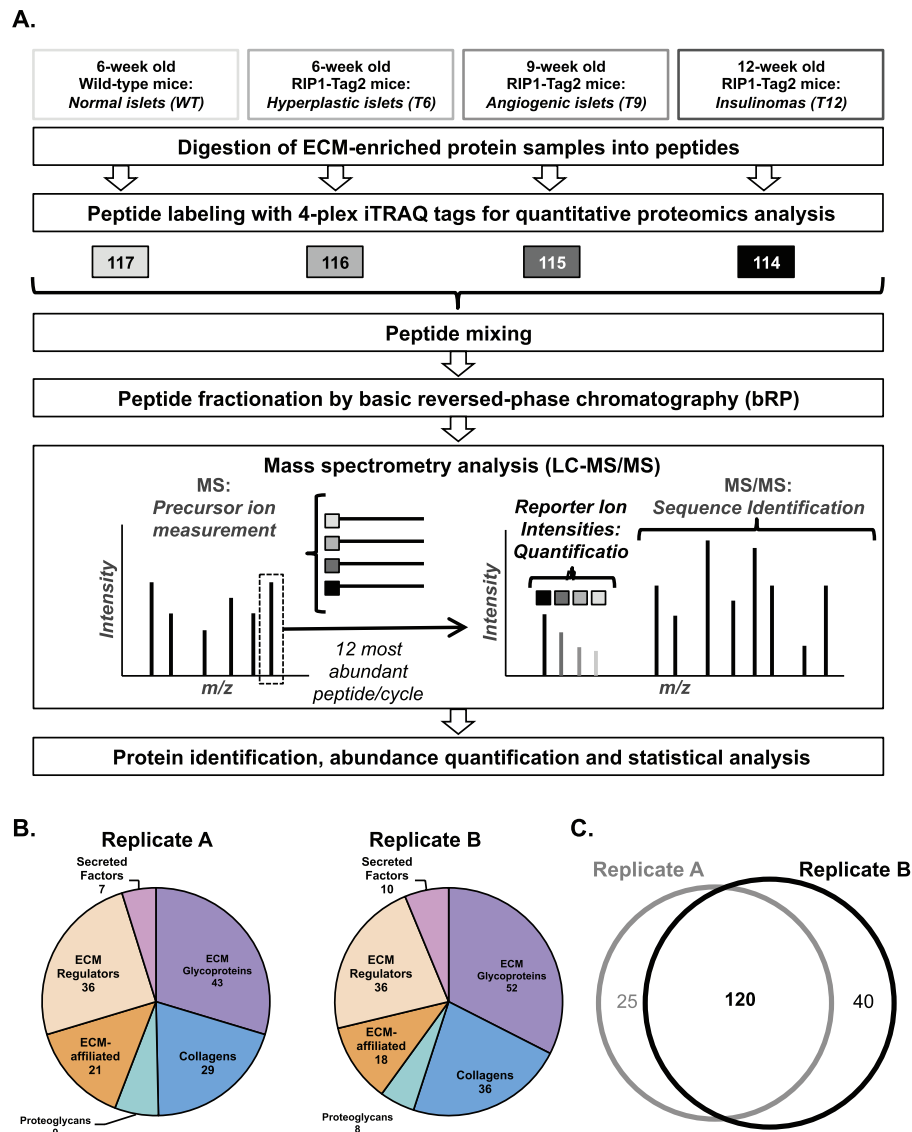 A.
6-week old
Wild-type mice:
Normal islets (WT)
6-week old
RIP1-Tag2 mice:
Hyperplastic islets (T6)
9-week old
RIP1-Tag2 mice:
Angiogenic islets (T9)
12-week old
RIP1-Tag2 mice:
Insulinomas (T12)
Digestion of ECM-enriched protein samples into peptides
Peptide labeling with 4-plex iTRAQ tags for quantitative proteomics analysis
117
116
115
114
Peptide mixing
Peptide fractionation by basic reversed-phase chromatography (bRP)
Mass spectrometry analysis (LC-MS/MS)
MS:
Precursor ion
measurement
Intensity
m/z
12 most
abundant
peptide/cycle
Reporter Ion
Intensities:
Quantificatio
n
MS/MS:
Sequence Identification
Intensity
m/z
Protein identification, abundance quantification and statistical analysis
B.
Replicate A
Secreted
Factors
7
ECM
Glycoproteins
43
ECM
Regulators
36
ECM-
affiliated
21
Collagens
29
Proteoglycans
Replicate B
Secreted
Factors
10
ECM
Glycoproteins
52
ECM
Regulators
36
ECM-
affiliated
18
Collagens
36
Proteoglycans
8
C.
Replicate A
Replicate B
25
120
40